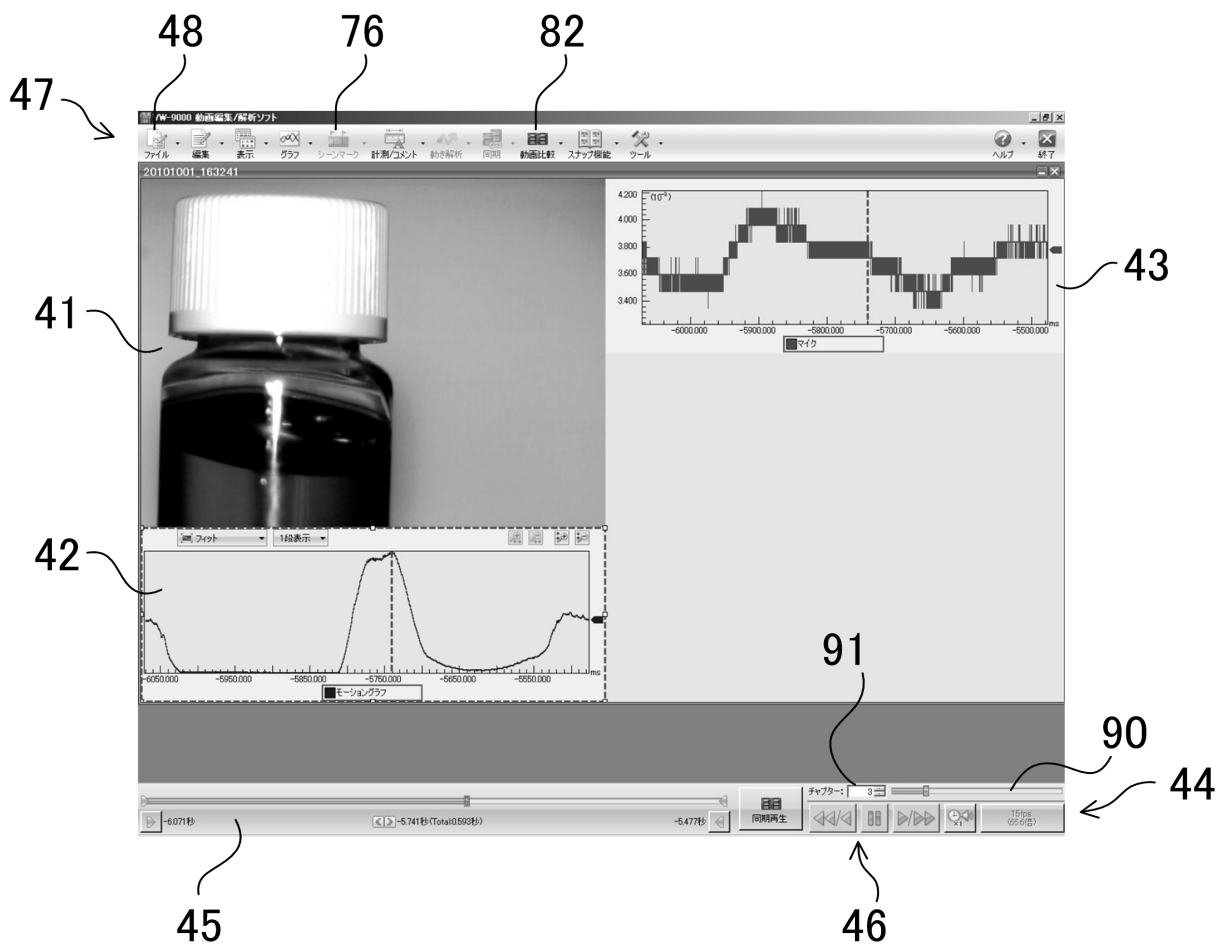 48 76 82
47
VW-9000 動画編集/解析ソフト
ファイル 編集 表示 グラフ シーンマーク 計測/コメント 動き解析 同期 動画比較 スナップ機能 ツール ヘルプ 終了
20101001_163241
(10⁻⁵)
4.200
4.000
3.800
3.600
3.400
-6000.000 -5900.000 -5800.000 -5700.000 -5600.000 -5500.000 ms
マイク
43
41
フィット 1段表示
42
-6050.000 -5950.000 -5850.000 -5750.000 -5650.000 -5550.000 ms
モーショングラフ
91
90
44
チャプター: 3
-6.071秒 -5.741秒(Total:0.593秒) -5.477秒
同期再生
×1
15fps
(66.6倍)
45 46